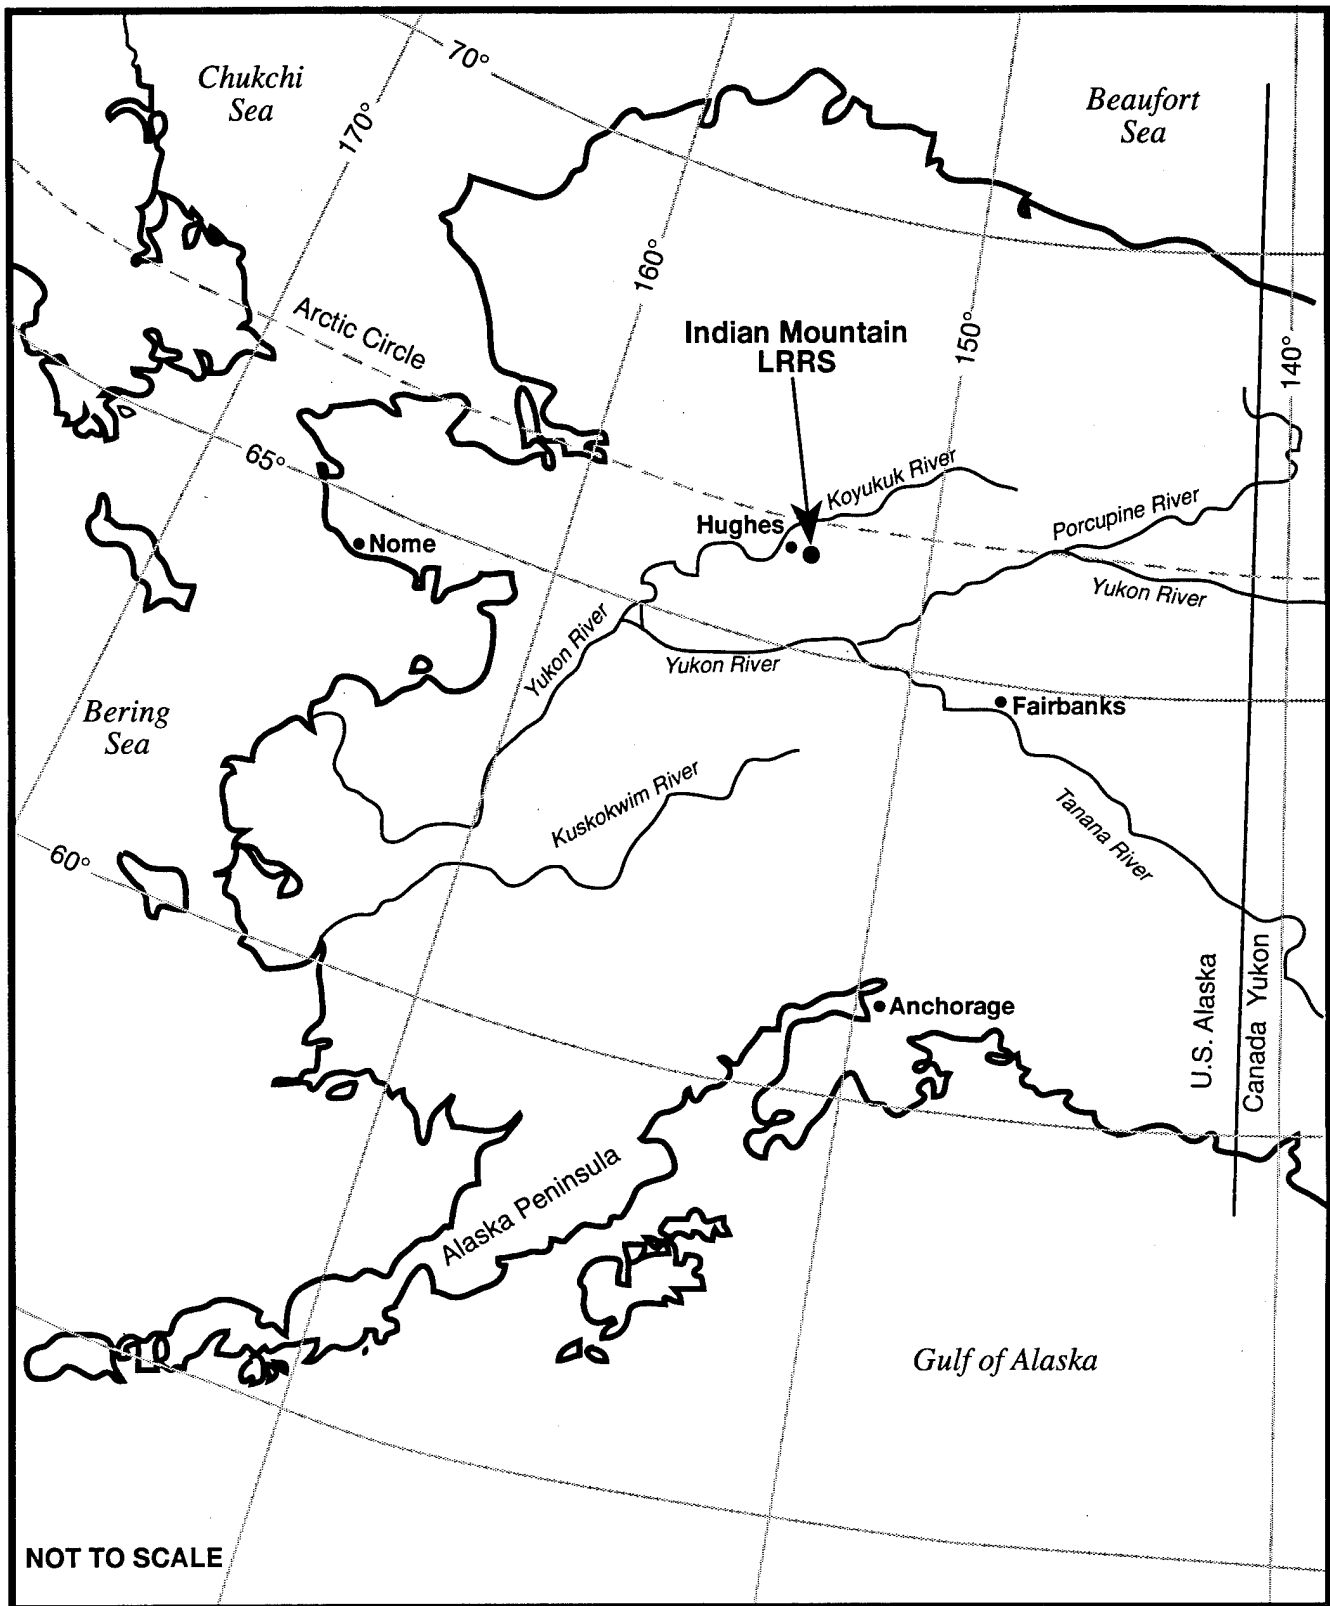 Chukchi
Sea
70°
Beaufort
Sea
170°
160°
Arctic Circle
Indian Mountain
LRRS
150°
140°
65°
Koyukuk River
Porcupine River
Hughes
Nome
Yukon River
Yukon River
Yukon River
Fairbanks
Bering
Sea
Kuskokwim River
Tanana River
60°
U.S. Alaska
Canada Yukon
Anchorage
Alaska Peninsula
Gulf of Alaska
NOT TO SCALE